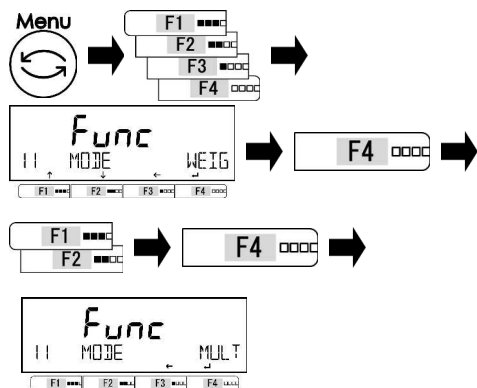 Menu
F1
F2
F3
F4
Func
11 MODE WEIG
↑ ↓ ← ↵
F1 F2 F3 F4
F4
F1
F2
F4
Func
11 MODE MULT
← ↵
F1 F2 F3 F4